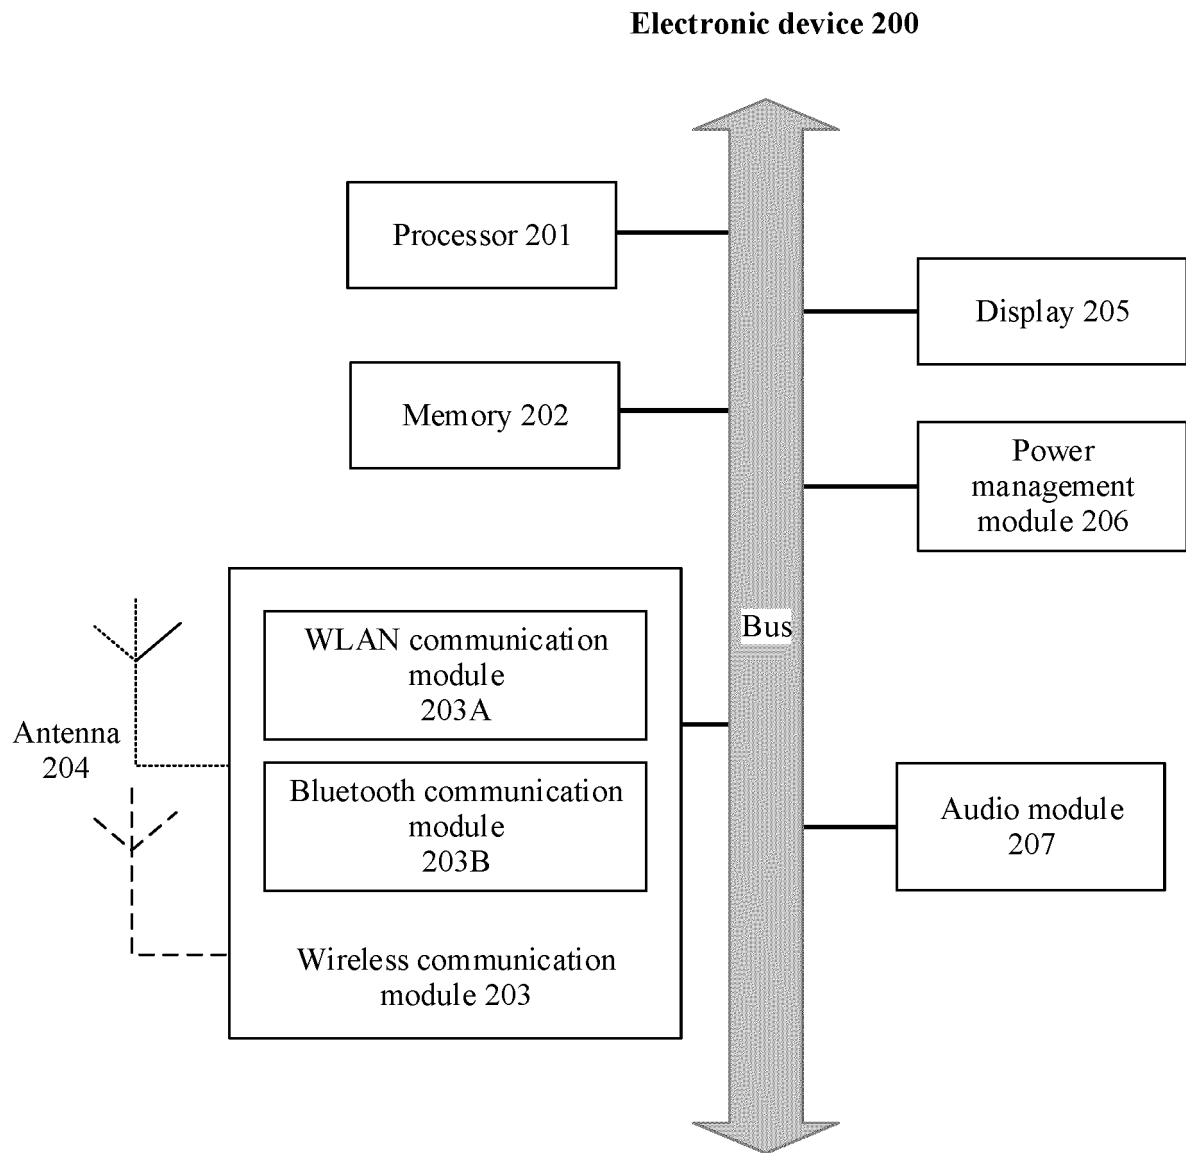 Electronic device 200
Processor 201
Display 205
Memory 202
Power
management
module 206
Bus
WLAN communication
module
203A
Antenna
204
Bluetooth communication
module
203B
Audio module
207
Wireless communication
module 203